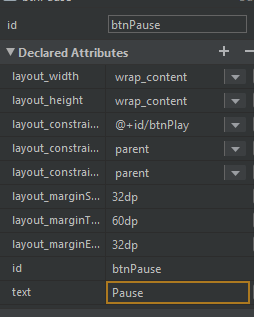 id btnPause
Declared Attributes
layout_width wrap_content
layout_height wrap_content
layout_constrai... @+id/btnPlay
layout_constrai... parent
layout_constrai... parent
layout_marginS... 32dp
layout_marginT... 60dp
layout_marginE... 32dp
id btnPause
text Pause